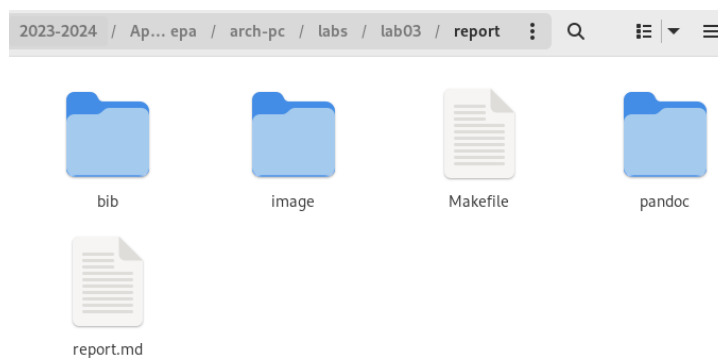 2023-2024 / Ap... epa / arch-pc / labs / lab03 / report
bib image Makefile pandoc
report.md